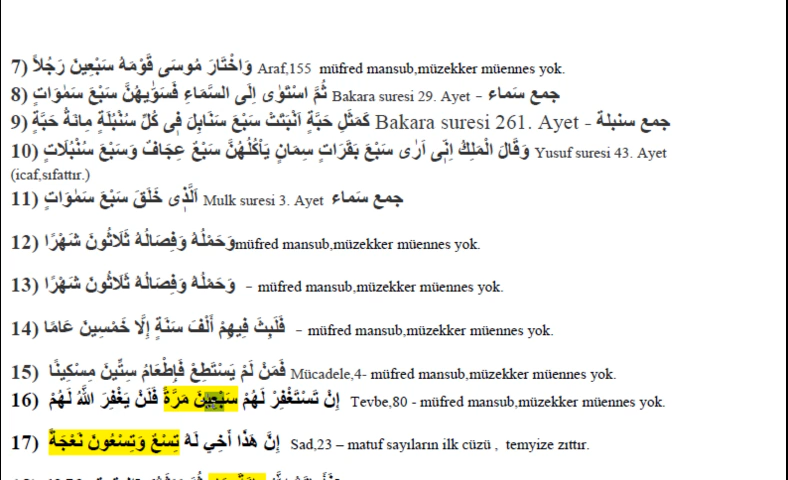 7) وَاخْتَارَ مُوسَى قَوْمَهُ سَبْعِينَ رَجُلاً Araf,155 müfred mansub,müzekker müennes yok.
8) ثُمَّ اسْتَوٰٓى اِلَى السَّمَٓاءِ فَسَوّٰيهُنَّ سَبْعَ سَمٰوَاتٍ Bakara suresi 29. Ayet – جمع سَماء
9) كَمَثَلِ حَبَّةٍ اَنْبَتَتْ سَبْعَ سَنَابِلَ ف۪ي كُلِّ سُنْبُلَةٍ مِائَةُ حَبَّةٍ Bakara suresi 261. Ayet - جمع سنبلة
10) وَقَالَ الْمَلِكُ اِنّ۪ٓي اَرٰى سَبْعَ بَقَرَاتٍ سِمَانٍ يَأْكُلُهُنَّ سَبْعٌ عِجَافٌ وَسَبْعَ سُنْبُلَاتٍ Yusuf suresi 43. Ayet
(icaf,sıfattır.)
11) اَلَّذ۪ي خَلَقَ سَبْعَ سَمٰوَاتٍ Mulk suresi 3. Ayet جمع سَماء
12) وَحَمْلُهُ وَفِصَالُهُ ثَلَاثُونَ شَهْرًا müfred mansub,müzekker müennes yok.
13) وَحَمْلُهُ وَفِصَالُهُ ثَلَاثُونَ شَهْرًا – müfred mansub,müzekker müennes yok.
14) فَلَبِثَ فِيهِمْ أَلْفَ سَنَةٍ إِلَّا خَمْسِينَ عَامًا – müfred mansub,müzekker müennes yok.
15) فَمَنْ لَمْ يَسْتَطِعْ فَإِطْعَامُ سِتِّينَ مِسْكِينًا Mücadele,4- müfred mansub,müzekker müennes yok.
16) إِنْ تَسْتَغْفِرْ لَهُمْ سَبْعِينَ مَرَّةً فَلَنْ يَغْفِرَ اللَّهُ لَهُمْ Tevbe,80 - müfred mansub,müzekker müennes yok.
17) إِنَّ هَذَا أَخِي لَهُ تِسْعٌ وَتِسْعُونَ نَعْجَةً Sad,23 – matuf sayıların ilk cüzü , temyize zıttır.